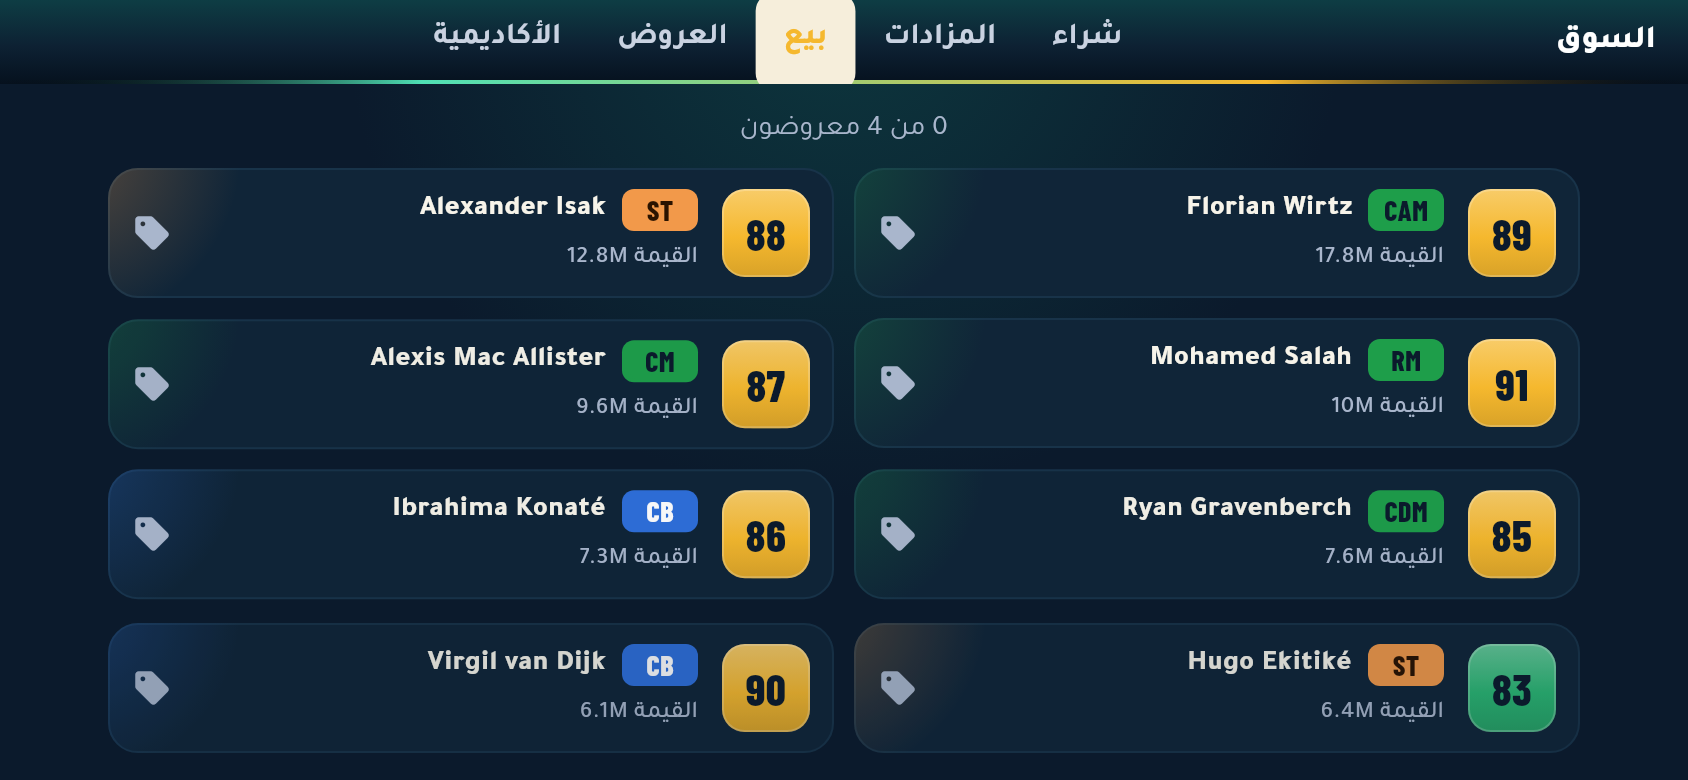 السوق
شراء
المزادات
بيع
العروض
الأكاديمية
0 من 4 معروضون
89
CAM
Florian Wirtz
القيمة 17.8M
88
ST
Alexander Isak
القيمة 12.8M
91
RM
Mohamed Salah
القيمة 10M
87
CM
Alexis Mac Allister
القيمة 9.6M
85
CDM
Ryan Gravenberch
القيمة 7.6M
86
CB
Ibrahima Konaté
القيمة 7.3M
83
ST
Hugo Ekitiké
القيمة 6.4M
90
CB
Virgil van Dijk
القيمة 6.1M